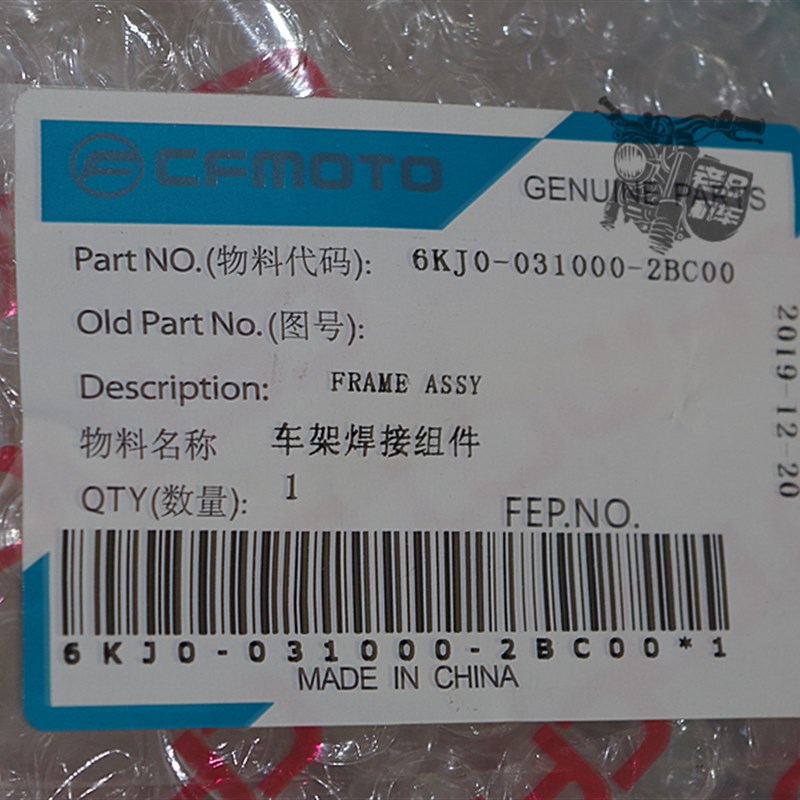 CFMOTO
GENUINE PARTS
Part NO.(物料代码): 6KJ0-031000-2BC00
Old Part No.(图号):
Description: FRAME ASSY
物料名称 车架焊接组件
QTY(数量): 1
FEP.NO.
6KJ0-031000-2BC00*1
MADE IN CHINA
2019-12-20